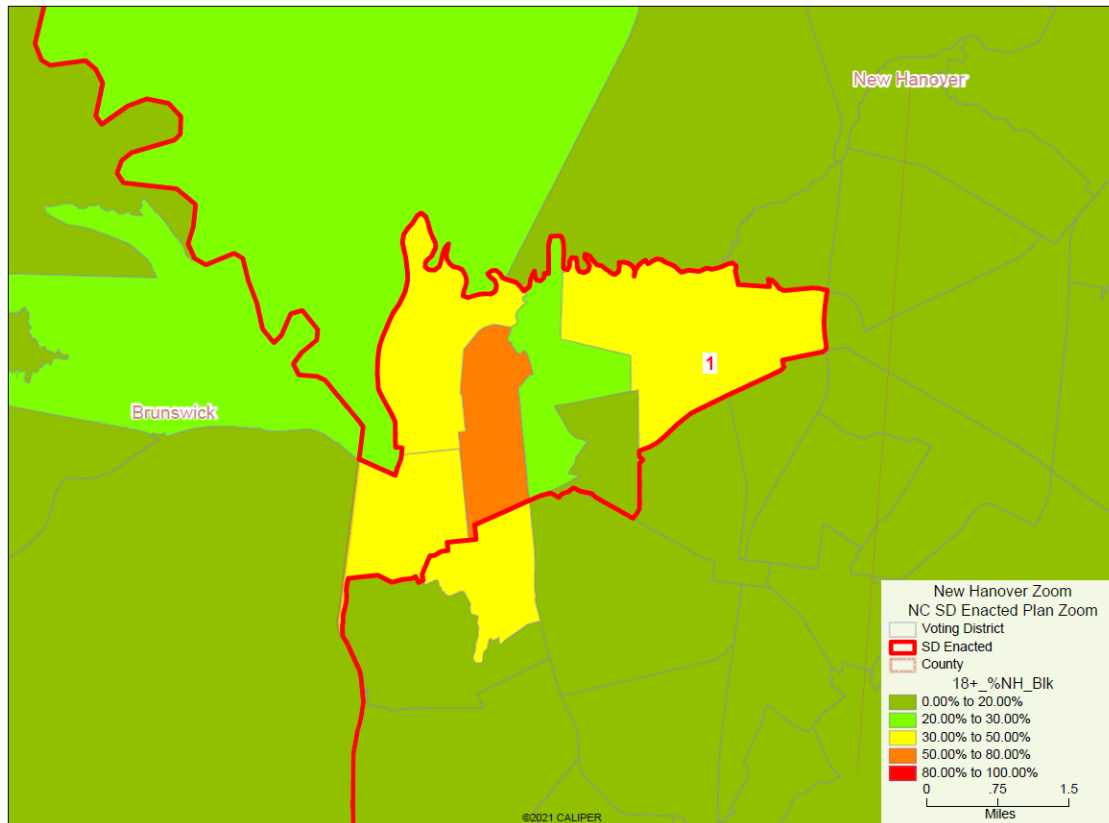 New Hanover
1
Brunswick
New Hanover Zoom
NC SD Enacted Plan Zoom
Voting District
SD Enacted
County
18+_%NH_Blk
0.00% to 20.00%
20.00% to 30.00%
30.00% to 50.00%
50.00% to 80.00%
80.00% to 100.00%
0 .75 1.5
Miles
©2021 CALIPER